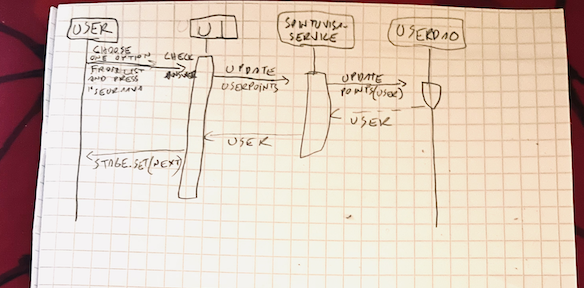 USER
UI
SANTUVISA-
SERVICE
USERDAO
CHOOSE
ONE OPTION
FROM LIST
AND PRESS
"SEURAAVA
CHECK
ANSWER
UPDATE
USERPOINTS
UPDATE
POINTS(USER)
USER
USER
STAGE.SET(NEXT)